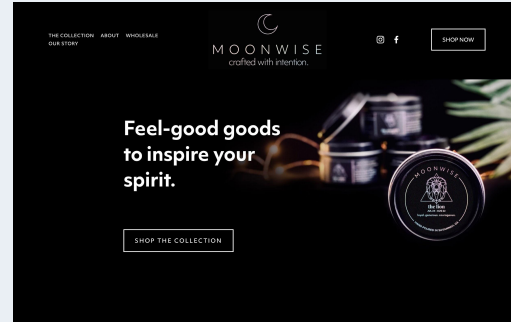 THE COLLECTION ABOUT WHOLESALE
OUR STORY
MOONWISE
crafted with intention.
SHOP NOW
Feel-good goods
to inspire your
spirit.
SHOP THE COLLECTION
MOONWISE
the lion